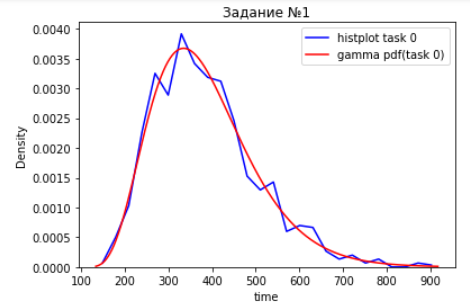 Задание №1
histplot task 0
gamma pdf(task 0)
Density
0.0040
0.0035
0.0030
0.0025
0.0020
0.0015
0.0010
0.0005
0.0000
100 200 300 400 500 600 700 800 900
time